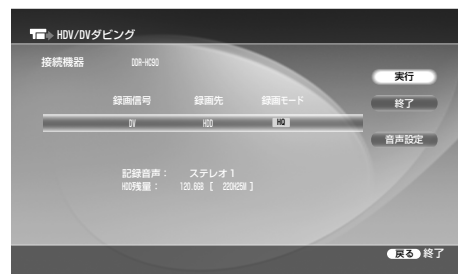 HDV/DVダビング
接続機器 DDR-HC90
実行
録画信号 録画先 録画モード
終了
DV HDD HQ
音声設定
記録音声： ステレオ1
HDD残量： 120.6GB [ 220H25M ]
戻る 終了